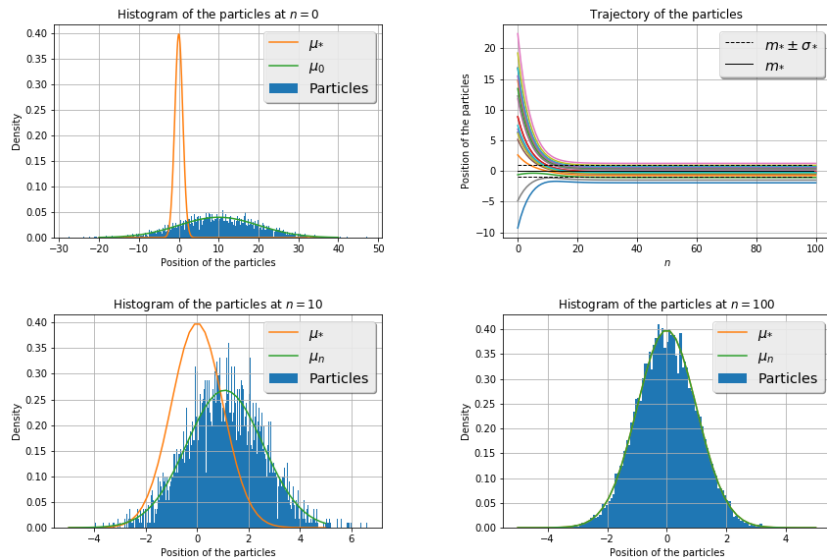 Histogram of the particles at n = 0
Density
0.40
0.35
0.30
0.25
0.20
0.15
0.10
0.05
0.00
μ*
μ0
Particles
-30 -20 -10 0 10 20 30 40 50
Position of the particles
Trajectory of the particles
Position of the particles
20
15
10
5
0
-5
-10
m* ± σ*
m*
0 20 40 60 80 100
n
Histogram of the particles at n = 10
Density
0.40
0.35
0.30
0.25
0.20
0.15
0.10
0.05
0.00
μ*
μn
Particles
-4 -2 0 2 4 6
Position of the particles
Histogram of the particles at n = 100
Density
0.40
0.35
0.30
0.25
0.20
0.15
0.10
0.05
0.00
μ*
μn
Particles
-4 -2 0 2 4
Position of the particles